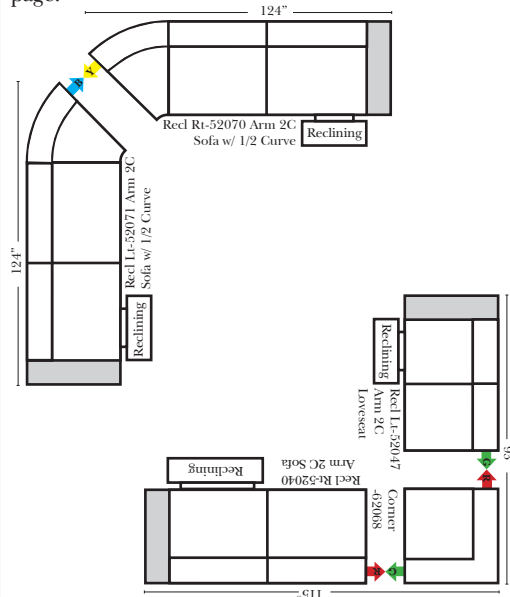 page.
124”
Y
B
Recl Rt-52070 Arm 2C
Sofa w/ 1/2 Curve
Reclining
124”
Recl Lt-52071 Arm 2C
Sofa w/ 1/2 Curve
Reclining
Reclining
Recl Lt-52047
Arm 2C
Loveseat
G
R
Corner
-62068
Reclining
Recl Rt-52040
Arm 2C Sofa
R
G
115”